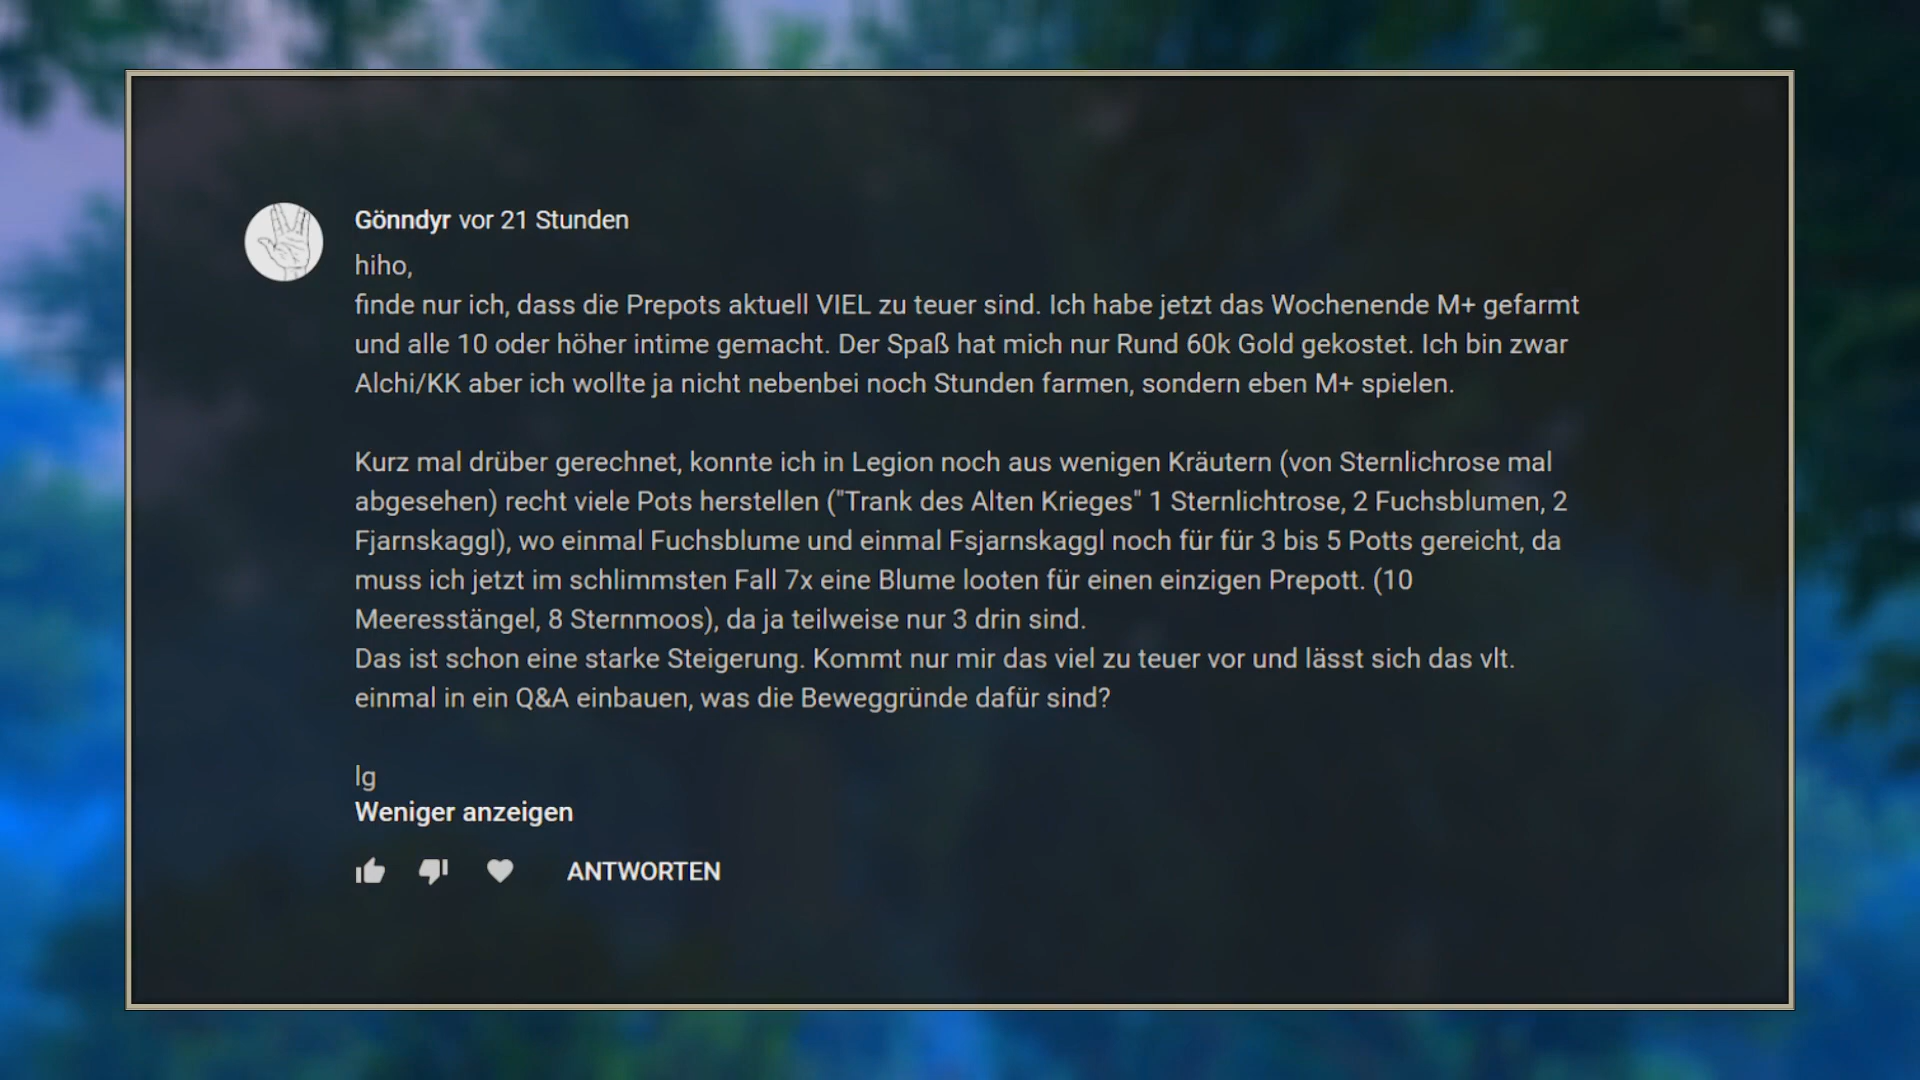 Gönndyr vor 21 Stunden
hiho,
finde nur ich, dass die Prepots aktuell VIEL zu teuer sind. Ich habe jetzt das Wochenende M+ gefarmt
und alle 10 oder höher intime gemacht. Der Spaß hat mich nur Rund 60k Gold gekostet. Ich bin zwar
Alchi/KK aber ich wollte ja nicht nebenbei noch Stunden farmen, sondern eben M+ spielen.
Kurz mal drüber gerechnet, konnte ich in Legion noch aus wenigen Kräutern (von Sternlichrose mal
abgesehen) recht viele Pots herstellen ("Trank des Alten Krieges" 1 Sternlichtrose, 2 Fuchsblumen, 2
Fjarnskaggl), wo einmal Fuchsblume und einmal Fsjarnskaggl noch für für 3 bis 5 Potts gereicht, da
muss ich jetzt im schlimmsten Fall 7x eine Blume looten für einen einzigen Prepott. (10
Meeresstängel, 8 Sternmoos), da ja teilweise nur 3 drin sind.
Das ist schon eine starke Steigerung. Kommt nur mir das viel zu teuer vor und lässt sich das vlt.
einmal in ein Q&A einbauen, was die Beweggründe dafür sind?
lg
Weniger anzeigen
ANTWORTEN